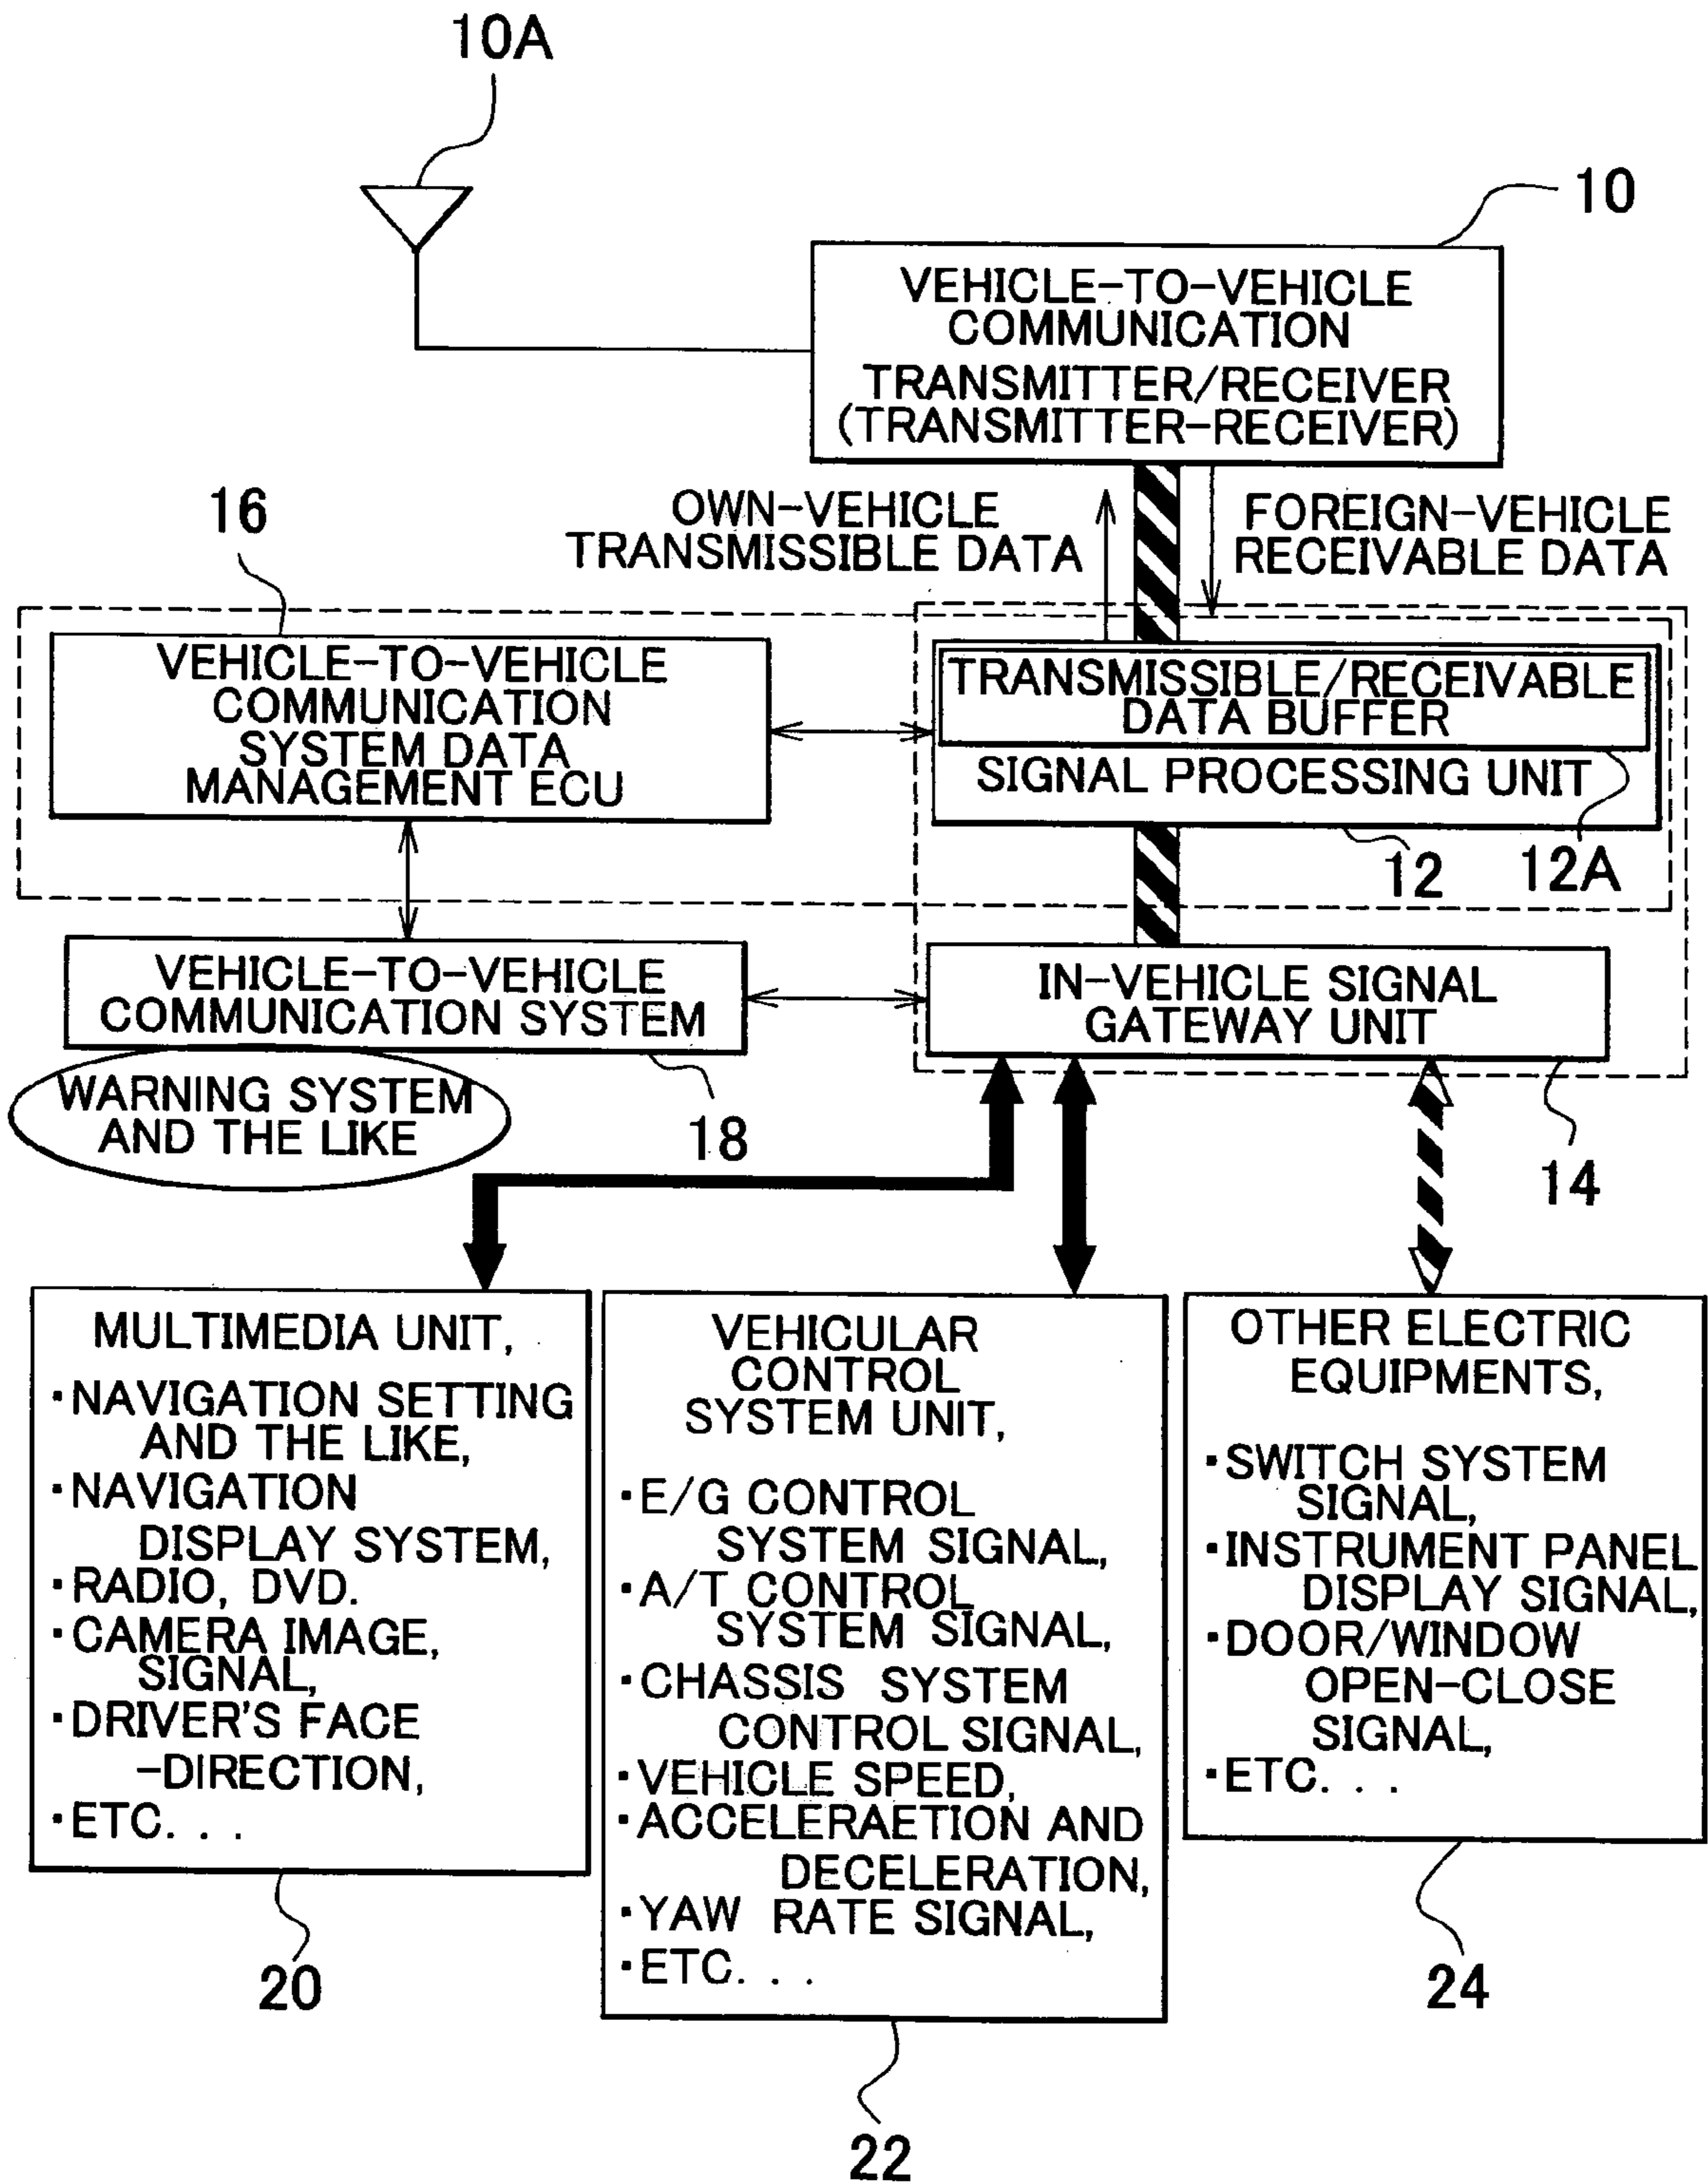 10A
10
VEHICLE-TO-VEHICLE
COMMUNICATION
TRANSMITTER/RECEIVER
(TRANSMITTER-RECEIVER)
16
OWN-VEHICLE
TRANSMISSIBLE DATA
FOREIGN-VEHICLE
RECEIVABLE DATA
VEHICLE-TO-VEHICLE
COMMUNICATION
SYSTEM DATA
MANAGEMENT ECU
TRANSMISSIBLE/RECEIVABLE
DATA BUFFER
SIGNAL PROCESSING UNIT
12
12A
VEHICLE-TO-VEHICLE
COMMUNICATION SYSTEM
IN-VEHICLE SIGNAL
GATEWAY UNIT
WARNING SYSTEM
AND THE LIKE
18
14
MULTIMEDIA UNIT,
·NAVIGATION SETTING
AND THE LIKE,
·NAVIGATION
DISPLAY SYSTEM,
·RADIO, DVD.
·CAMERA IMAGE,
SIGNAL,
·DRIVER'S FACE
-DIRECTION,
·ETC. . .
20
VEHICULAR
CONTROL
SYSTEM UNIT,
·E/G CONTROL
SYSTEM SIGNAL,
·A/T CONTROL
SYSTEM SIGNAL,
·CHASSIS SYSTEM
CONTROL SIGNAL,
·VEHICLE SPEED,
·ACCELERAETION AND
DECELERATION,
·YAW RATE SIGNAL,
·ETC. . .
22
OTHER ELECTRIC
EQUIPMENTS,
·SWITCH SYSTEM
SIGNAL,
·INSTRUMENT PANEL
DISPLAY SIGNAL,
·DOOR/WINDOW
OPEN-CLOSE
SIGNAL,
·ETC. . .
24